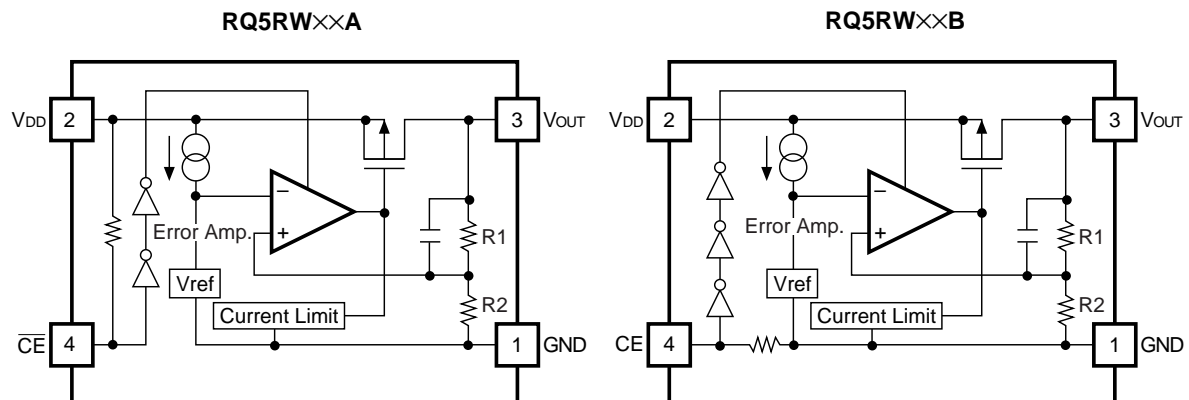 RQ5RW××A
VDD 2
3 VOUT
−
+
Error Amp.
R1
Vref
R2
Current Limit
C̅E̅ 4
1 GND
RQ5RW××B
VDD 2
3 VOUT
−
+
Error Amp.
R1
Vref
R2
Current Limit
CE 4
1 GND